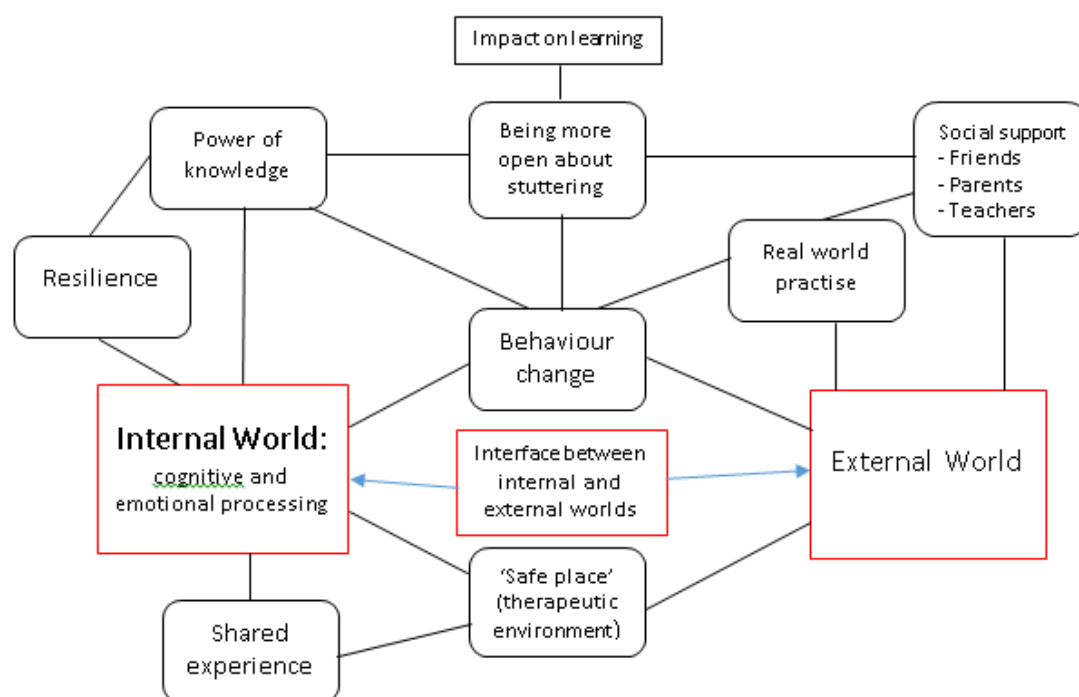 Impact on learning
Power of
knowledge
Being more
open about
stuttering
Social support
- Friends
- Parents
- Teachers
Resilience
Real world
practise
Behaviour
change
Internal World:
cognitive and
emotional processing
Interface between
internal and
external worlds
External World
‘Safe place’
(therapeutic
environment)
Shared
experience